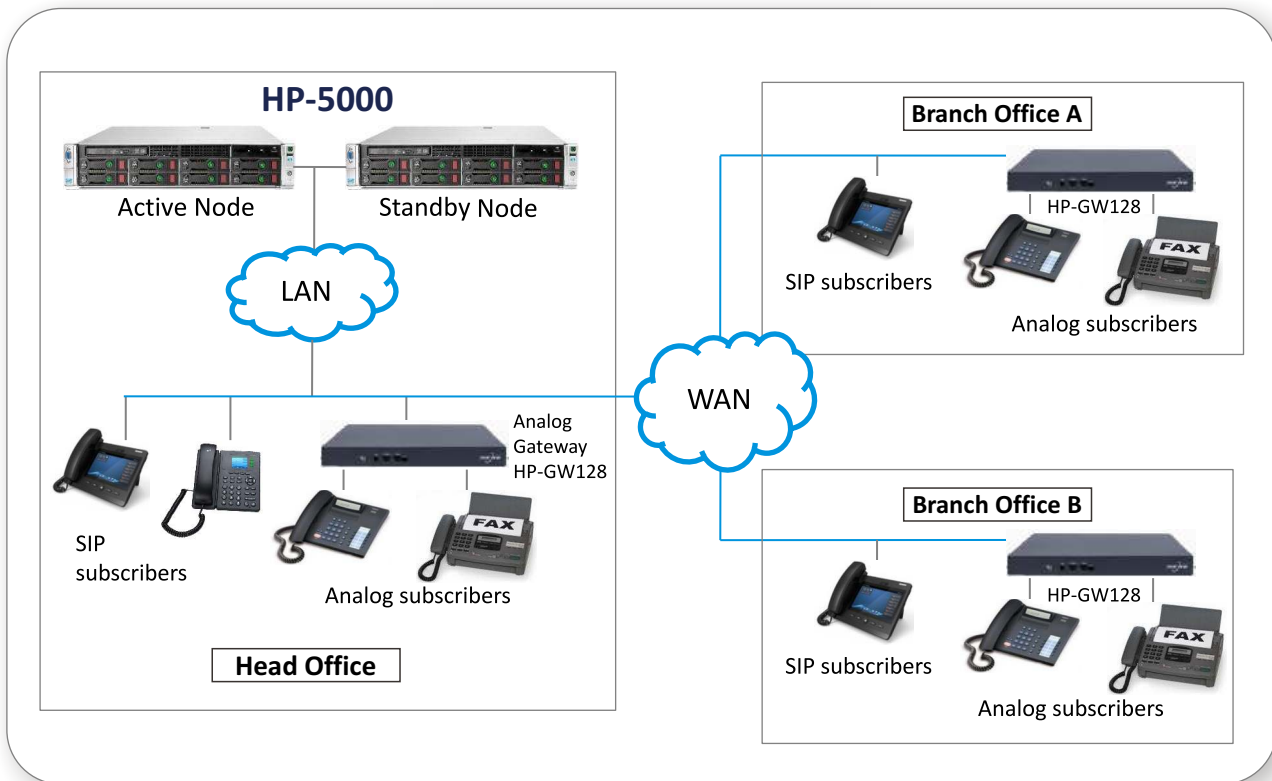 HP-5000
Active Node
Standby Node
LAN
Analog
Gateway
HP-GW128
SIP
subscribers
FAX
Analog subscribers
Head Office
WAN
Branch Office A
HP-GW128
FAX
SIP subscribers
Analog subscribers
Branch Office B
HP-GW128
FAX
SIP subscribers
Analog subscribers